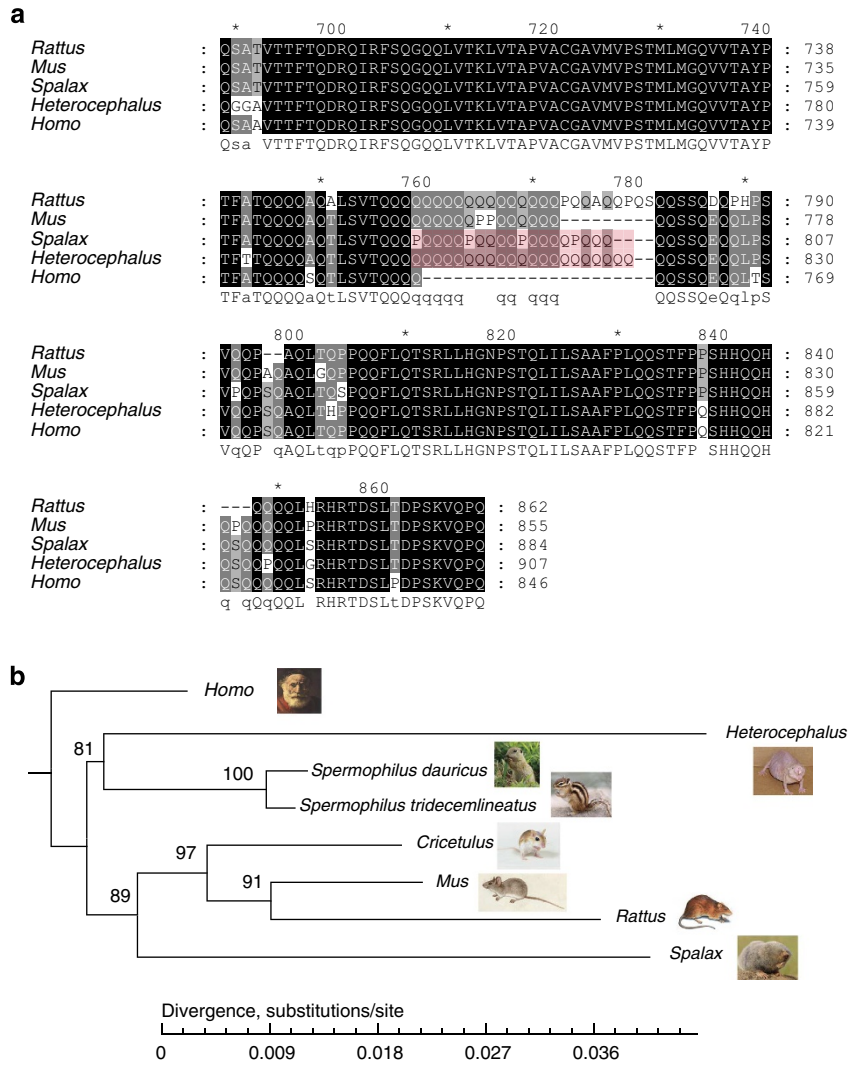 a
* 700 * 720 * 740
Rattus : QSATVTTFTQDRQIRFSQGQQLVTKLVTAPVACGAVMVPSTMLMGQVVTAYP : 738
Mus : QSATVTTFTQDRQIRFSQGQQLVTKLVTAPVACGAVMVPSTMLMGQVVTAYP : 735
Spalax : QSATVTTFTQDRQIRFSQGQQLVTKLVTAPVACGAVMVPSTMLMGQVVTAYP : 759
Heterocephalus : QGGAVTTFTQDRQIRFSQGQQLVTKLVTAPVACGAVMVPSTMLMGQVVTAYP : 780
Homo : QSAAVTTFTQDRQIRFSQGQQLVTKLVTAPVACGAVMVPSTMLMGQVVTAYP : 739
Qsa VTTFTQDRQIRFSQGQQLVTKLVTAPVACGAVMVPSTMLMGQVVTAYP
* 760 * 780 *
Rattus : TFATQQQQAQALSVTQQQQQQQQQQQQQQQQQPQQAQQPQSQQSSQDQPHPS : 790
Mus : TFATQQQQAQTLSVTQQQQQQQQQPPQQQQQQ---------QQSSQEQQLPS : 778
Spalax : TFATQQQQAQTLSVTQQQPQQQQPQQQQPQQQQPQQQ----QQSSQEQQLPS : 807
Heterocephalus : TFTTQQQQAQTLSVTQQQQQQQQQQQQQQQQQQQQQQQ--QQSSQEQQLPS : 830
Homo : TFATQQQQSQTLSVTQQQQ----------------------QQSSQEQQLTS : 769
TFaTQQQQaQtLSVTQQQqqqqq   qq qqq         QQSSQeQqlpS
800 * 820 * 840
Rattus : VQQP--AQLTQPPQQFLQTSRLLHGNPSTQLILSAAFPLQQSTFPPSHHQQH : 840
Mus : VQQPAQAQLGQPPQQFLQTSRLLHGNPSTQLILSAAFPLQQSTFPPSHHQQH : 830
Spalax : VPQPSQAQLTQSPQQFLQTSRLLHGNPSTQLILSAAFPLQQSTFPPSHHQQH : 859
Heterocephalus : VQQPSQAQLTHPPQQFLQTSRLLHGNPSTQLILSAAFPLQQSTFPQSHHQQH : 882
Homo : VQQPSQAQLTQPPQQFLQTSRLLHGNPSTQLILSAAFPLQQSTFPQSHHQQH : 821
VqQP qAQLtqpPQQFLQTSRLLHGNPSTQLILSAAFPLQQSTFP SHHQQH
* 860
Rattus : ---QQQQLHRHRTDSLTDPSKVQPQ : 862
Mus : QPQQQQQLPRHRTDSLTDPSKVQPQ : 855
Spalax : QSQQQQQLSRHRTDSLTDPSKVQPQ : 884
Heterocephalus : QSQQPQQLGRHRTDSLTDPSKVQPQ : 907
Homo : QSQQQQQLSRHRTDSLPDPSKVQPQ : 846
q qQqQQL RHRTDSLtDPSKVQPQ
b
Homo
Heterocephalus
81
100
Spermophilus dauricus
Spermophilus tridecemlineatus
Cricetulus
97
Mus
91
89
Rattus
Spalax
Divergence, substitutions/site
0 0.009 0.018 0.027 0.036